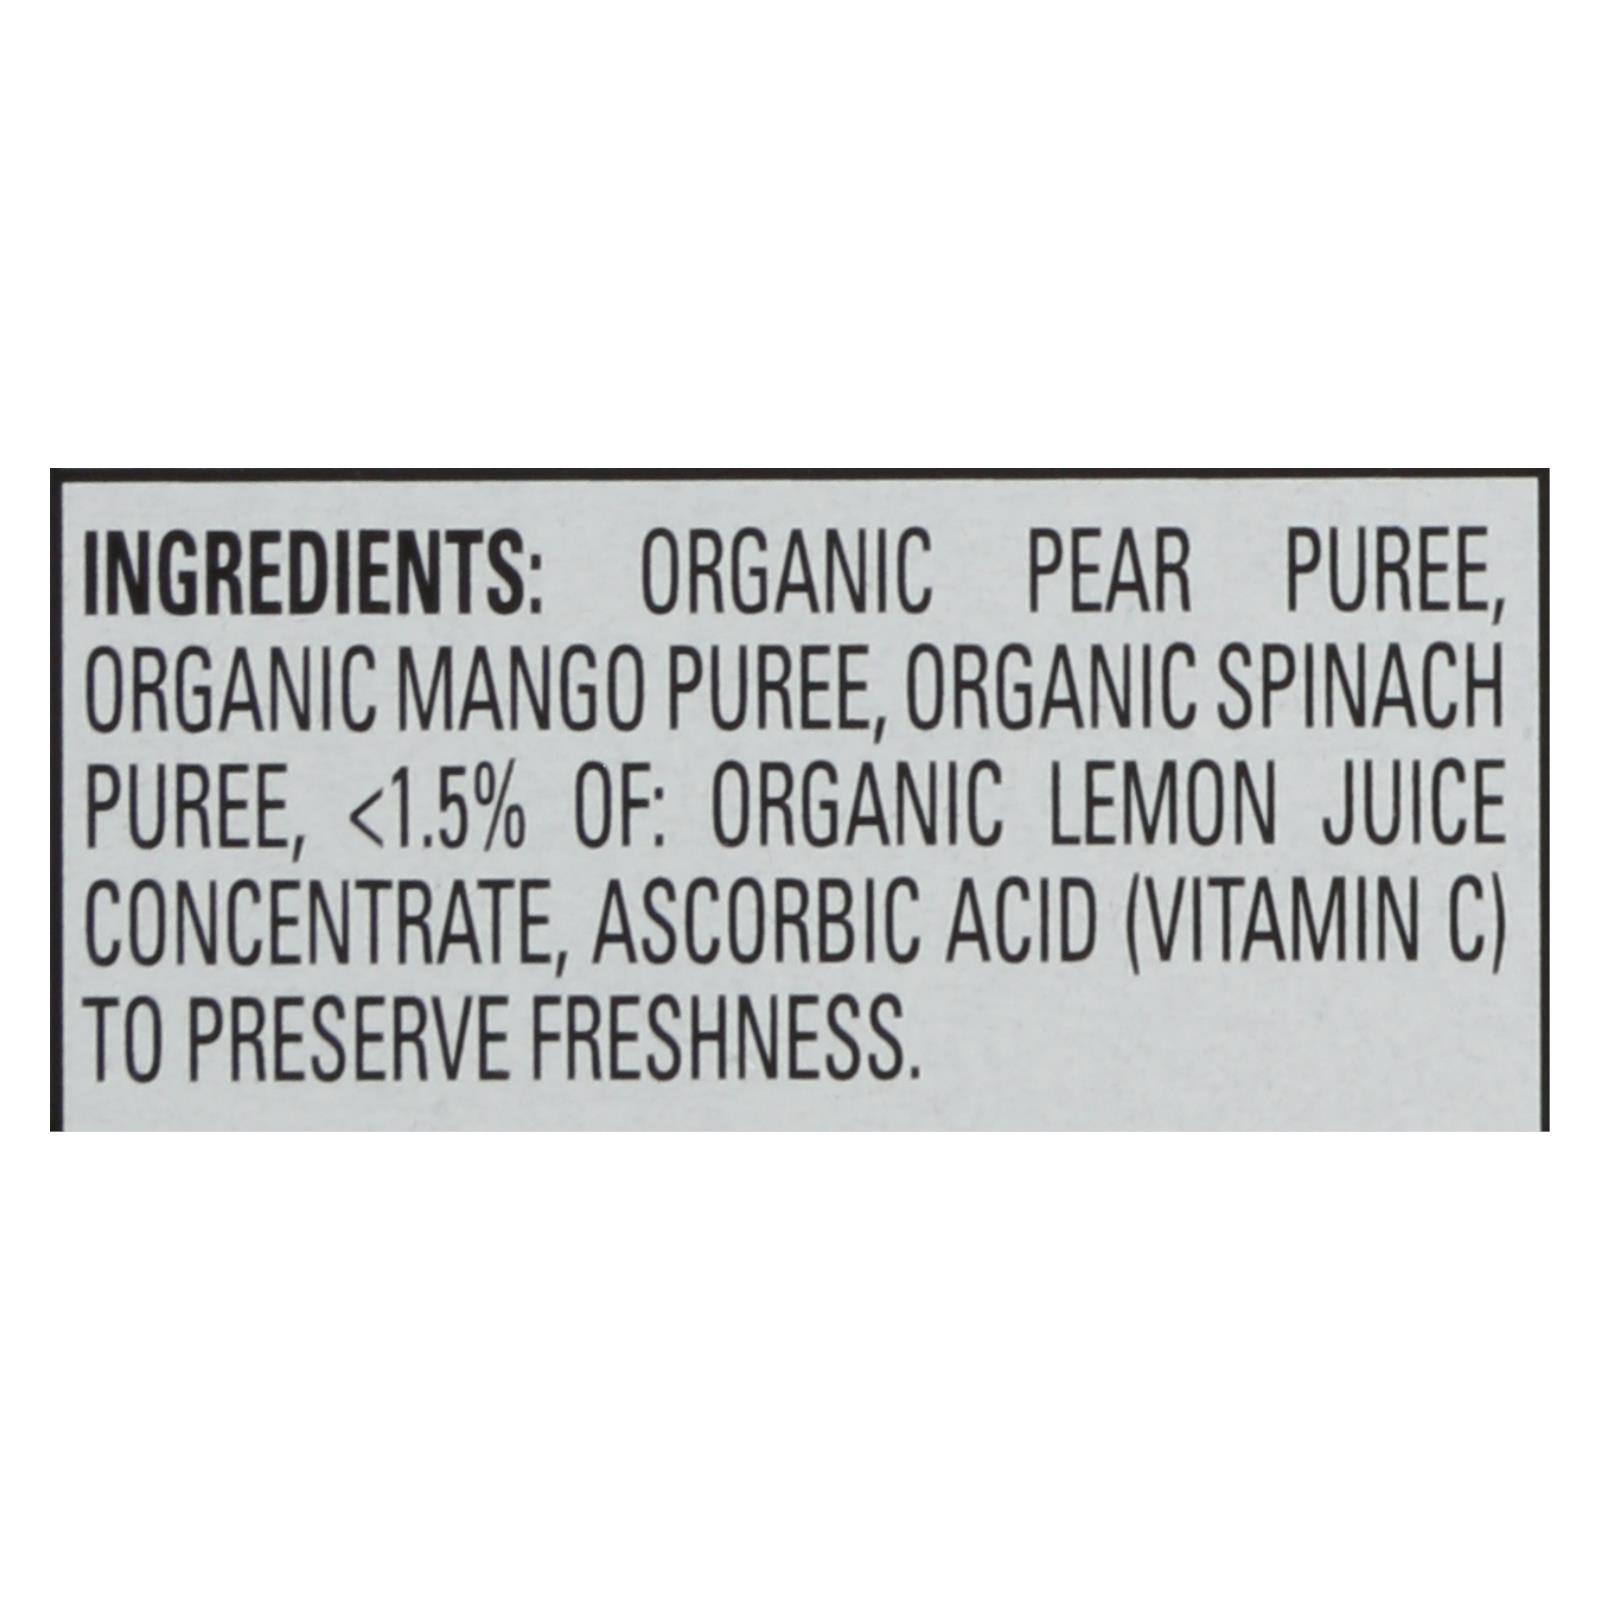 INGREDIENTS: ORGANIC PEAR PUREE,
ORGANIC MANGO PUREE, ORGANIC SPINACH
PUREE, <1.5% OF: ORGANIC LEMON JUICE
CONCENTRATE, ASCORBIC ACID (VITAMIN C)
TO PRESERVE FRESHNESS.